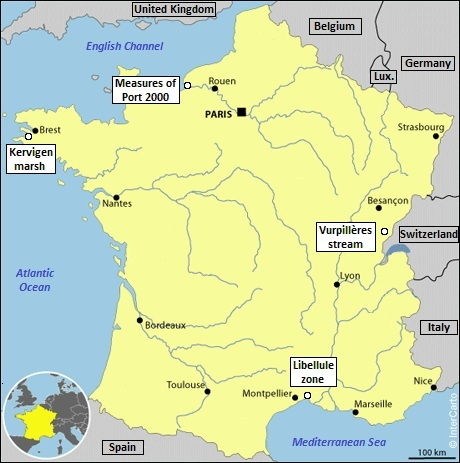 United Kingdom
Belgium
English Channel
Germany
Lux.
Measures of
Port 2000
Rouen
PARIS
Brest
Strasbourg
Kervigen
marsh
Nantes
Besançon
Vurpillères
stream
Switzerland
Atlantic
Ocean
Lyon
Bordeaux
Italy
Libellule
zone
Toulouse
Montpellier
Nice
Marseille
Spain
Mediterranean Sea
100 km
© InterCarto